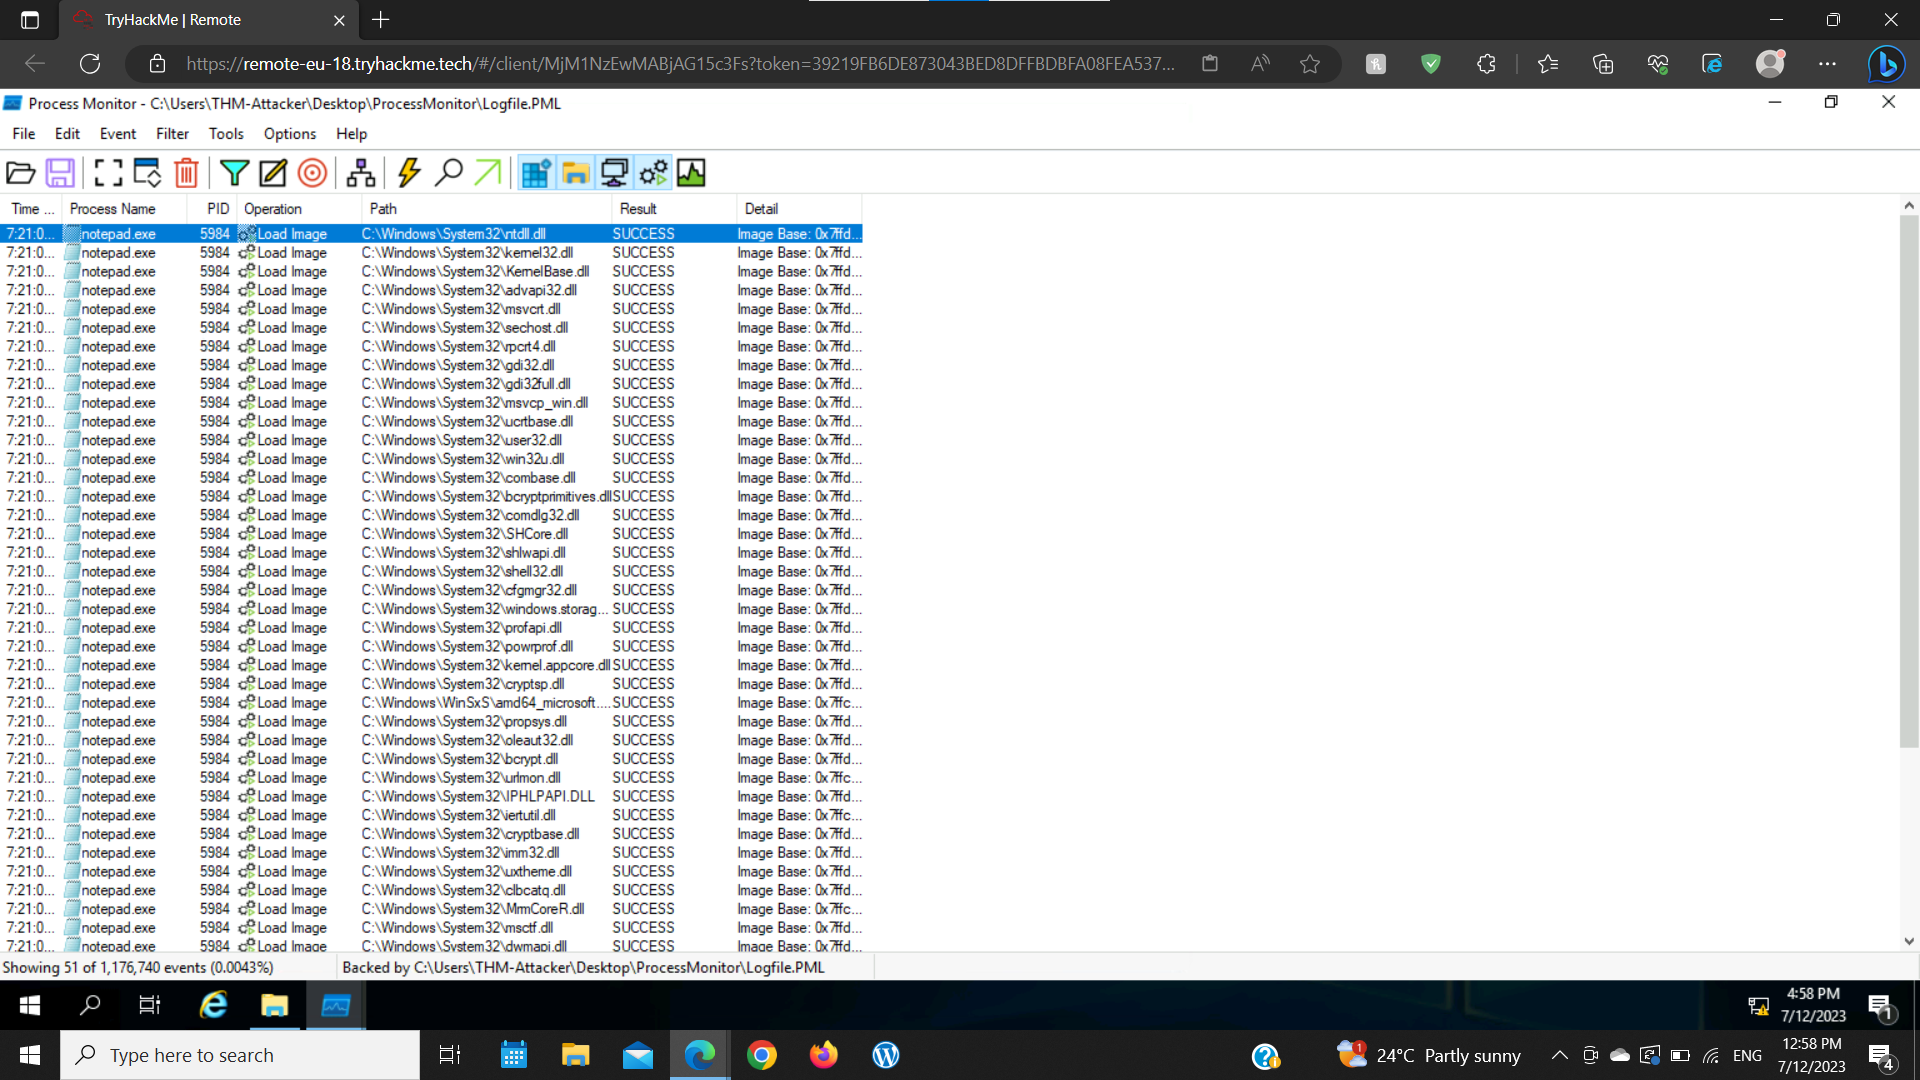 TryHackMe | Remote
https://remote-eu-18.tryhackme.tech/#/client/MjM1NzEwMABjAG15c3Fs?token=39219FB6DE873043BED8DFFBDBFA08FEA537...
Process Monitor - C:\Users\THM-Attacker\Desktop\ProcessMonitor\Logfile.PML
File Edit Event Filter Tools Options Help
Time ... Process Name PID Operation Path Result Detail
7:21:0... notepad.exe 5984 Load Image C:\Windows\System32\ntdll.dll SUCCESS Image Base: 0x7ffd...
7:21:0... notepad.exe 5984 Load Image C:\Windows\System32\kernel32.dll SUCCESS Image Base: 0x7ffd...
7:21:0... notepad.exe 5984 Load Image C:\Windows\System32\KernelBase.dll SUCCESS Image Base: 0x7ffd...
7:21:0... notepad.exe 5984 Load Image C:\Windows\System32\advapi32.dll SUCCESS Image Base: 0x7ffd...
7:21:0... notepad.exe 5984 Load Image C:\Windows\System32\msvcrt.dll SUCCESS Image Base: 0x7ffd...
7:21:0... notepad.exe 5984 Load Image C:\Windows\System32\sechost.dll SUCCESS Image Base: 0x7ffd...
7:21:0... notepad.exe 5984 Load Image C:\Windows\System32\rpcrt4.dll SUCCESS Image Base: 0x7ffd...
7:21:0... notepad.exe 5984 Load Image C:\Windows\System32\gdi32.dll SUCCESS Image Base: 0x7ffd...
7:21:0... notepad.exe 5984 Load Image C:\Windows\System32\gdi32full.dll SUCCESS Image Base: 0x7ffd...
7:21:0... notepad.exe 5984 Load Image C:\Windows\System32\msvcp_win.dll SUCCESS Image Base: 0x7ffd...
7:21:0... notepad.exe 5984 Load Image C:\Windows\System32\ucrtbase.dll SUCCESS Image Base: 0x7ffd...
7:21:0... notepad.exe 5984 Load Image C:\Windows\System32\user32.dll SUCCESS Image Base: 0x7ffd...
7:21:0... notepad.exe 5984 Load Image C:\Windows\System32\win32u.dll SUCCESS Image Base: 0x7ffd...
7:21:0... notepad.exe 5984 Load Image C:\Windows\System32\combase.dll SUCCESS Image Base: 0x7ffd...
7:21:0... notepad.exe 5984 Load Image C:\Windows\System32\bcryptprimitives.dll SUCCESS Image Base: 0x7ffd...
7:21:0... notepad.exe 5984 Load Image C:\Windows\System32\comdlg32.dll SUCCESS Image Base: 0x7ffd...
7:21:0... notepad.exe 5984 Load Image C:\Windows\System32\SHCore.dll SUCCESS Image Base: 0x7ffd...
7:21:0... notepad.exe 5984 Load Image C:\Windows\System32\shlwapi.dll SUCCESS Image Base: 0x7ffd...
7:21:0... notepad.exe 5984 Load Image C:\Windows\System32\shell32.dll SUCCESS Image Base: 0x7ffd...
7:21:0... notepad.exe 5984 Load Image C:\Windows\System32\cfgmgr32.dll SUCCESS Image Base: 0x7ffd...
7:21:0... notepad.exe 5984 Load Image C:\Windows\System32\windows.storag... SUCCESS Image Base: 0x7ffd...
7:21:0... notepad.exe 5984 Load Image C:\Windows\System32\profapi.dll SUCCESS Image Base: 0x7ffd...
7:21:0... notepad.exe 5984 Load Image C:\Windows\System32\powrprof.dll SUCCESS Image Base: 0x7ffd...
7:21:0... notepad.exe 5984 Load Image C:\Windows\System32\kernel.appcore.dll SUCCESS Image Base: 0x7ffd...
7:21:0... notepad.exe 5984 Load Image C:\Windows\System32\cryptsp.dll SUCCESS Image Base: 0x7ffd...
7:21:0... notepad.exe 5984 Load Image C:\Windows\WinSxS\amd64_microsoft.... SUCCESS Image Base: 0x7ffc...
7:21:0... notepad.exe 5984 Load Image C:\Windows\System32\propsys.dll SUCCESS Image Base: 0x7ffd...
7:21:0... notepad.exe 5984 Load Image C:\Windows\System32\oleaut32.dll SUCCESS Image Base: 0x7ffd...
7:21:0... notepad.exe 5984 Load Image C:\Windows\System32\bcrypt.dll SUCCESS Image Base: 0x7ffd...
7:21:0... notepad.exe 5984 Load Image C:\Windows\System32\urlmon.dll SUCCESS Image Base: 0x7ffc...
7:21:0... notepad.exe 5984 Load Image C:\Windows\System32\IPHLPAPI.DLL SUCCESS Image Base: 0x7ffd...
7:21:0... notepad.exe 5984 Load Image C:\Windows\System32\iertutil.dll SUCCESS Image Base: 0x7ffc...
7:21:0... notepad.exe 5984 Load Image C:\Windows\System32\cryptbase.dll SUCCESS Image Base: 0x7ffd...
7:21:0... notepad.exe 5984 Load Image C:\Windows\System32\imm32.dll SUCCESS Image Base: 0x7ffd...
7:21:0... notepad.exe 5984 Load Image C:\Windows\System32\uxtheme.dll SUCCESS Image Base: 0x7ffd...
7:21:0... notepad.exe 5984 Load Image C:\Windows\System32\clbcatq.dll SUCCESS Image Base: 0x7ffd...
7:21:0... notepad.exe 5984 Load Image C:\Windows\System32\MrmCoreR.dll SUCCESS Image Base: 0x7ffc...
7:21:0... notepad.exe 5984 Load Image C:\Windows\System32\msctf.dll SUCCESS Image Base: 0x7ffd...
7:21:0... notepad.exe 5984 Load Image C:\Windows\System32\dwmapi.dll SUCCESS Image Base: 0x7ffd...
Showing 51 of 1,176,740 events (0.0043%) Backed by C:\Users\THM-Attacker\Desktop\ProcessMonitor\Logfile.PML
4:58 PM
7/12/2023
1
Type here to search
1
24°C Partly sunny
ENG
12:58 PM
7/12/2023
4